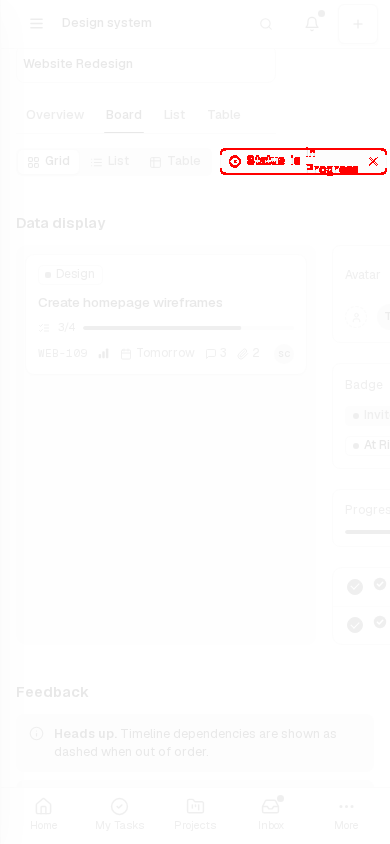 Design system
Website Redesign
Overview Board List Table
Grid List Table Status is In Progress
Data display
Design
Create homepage wireframes
3/4
WEB-109 Tomorrow 3 2
Avatar
Badge
Invit
At Ri
Progres
Feedback
Heads up. Timeline dependencies are shown as
dashed when out of order.
Home My Tasks Projects Inbox More